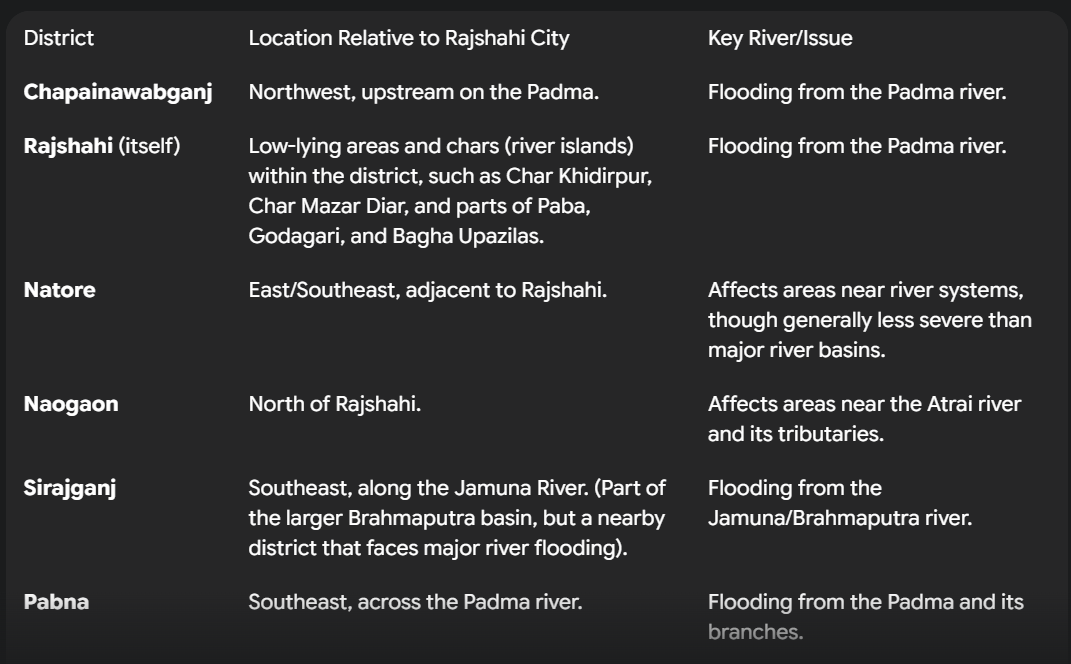 District Location Relative to Rajshahi City Key River/Issue
Chapainawabganj Northwest, upstream on the Padma. Flooding from the Padma river.
Rajshahi (itself) Low-lying areas and chars (river islands) Flooding from the Padma river.
within the district, such as Char Khidirpur,
Char Mazar Diar, and parts of Paba,
Godagari, and Bagha Upazilas.
Natore East/Southeast, adjacent to Rajshahi. Affects areas near river systems,
though generally less severe than
major river basins.
Naogaon North of Rajshahi. Affects areas near the Atrai river
and its tributaries.
Sirajganj Southeast, along the Jamuna River. (Part of Flooding from the
the larger Brahmaputra basin, but a nearby Jamuna/Brahmaputra river.
district that faces major river flooding).
Pabna Southeast, across the Padma river. Flooding from the Padma and its
branches.